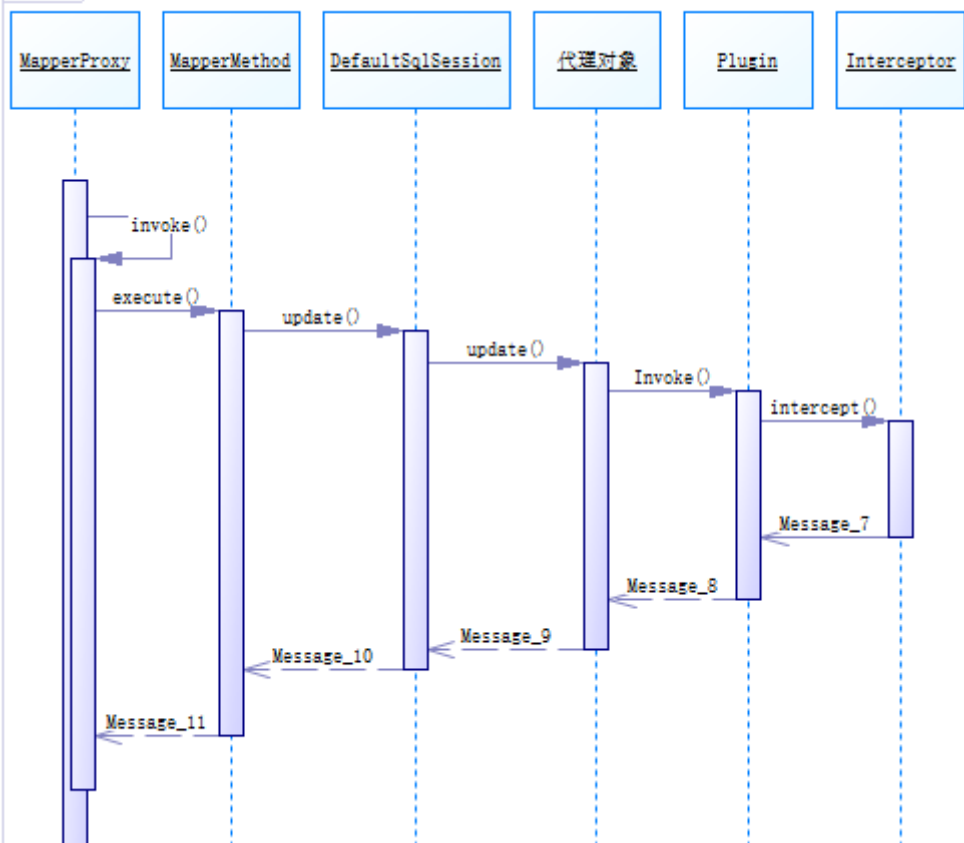 MapperProxy
MapperMethod
DefaultSqlSession
代理对象
Plugin
Interceptor
invoke()
execute()
update()
update()
Invoke()
intercept()
Message_7
Message_8
Message_9
Message_10
Message_11